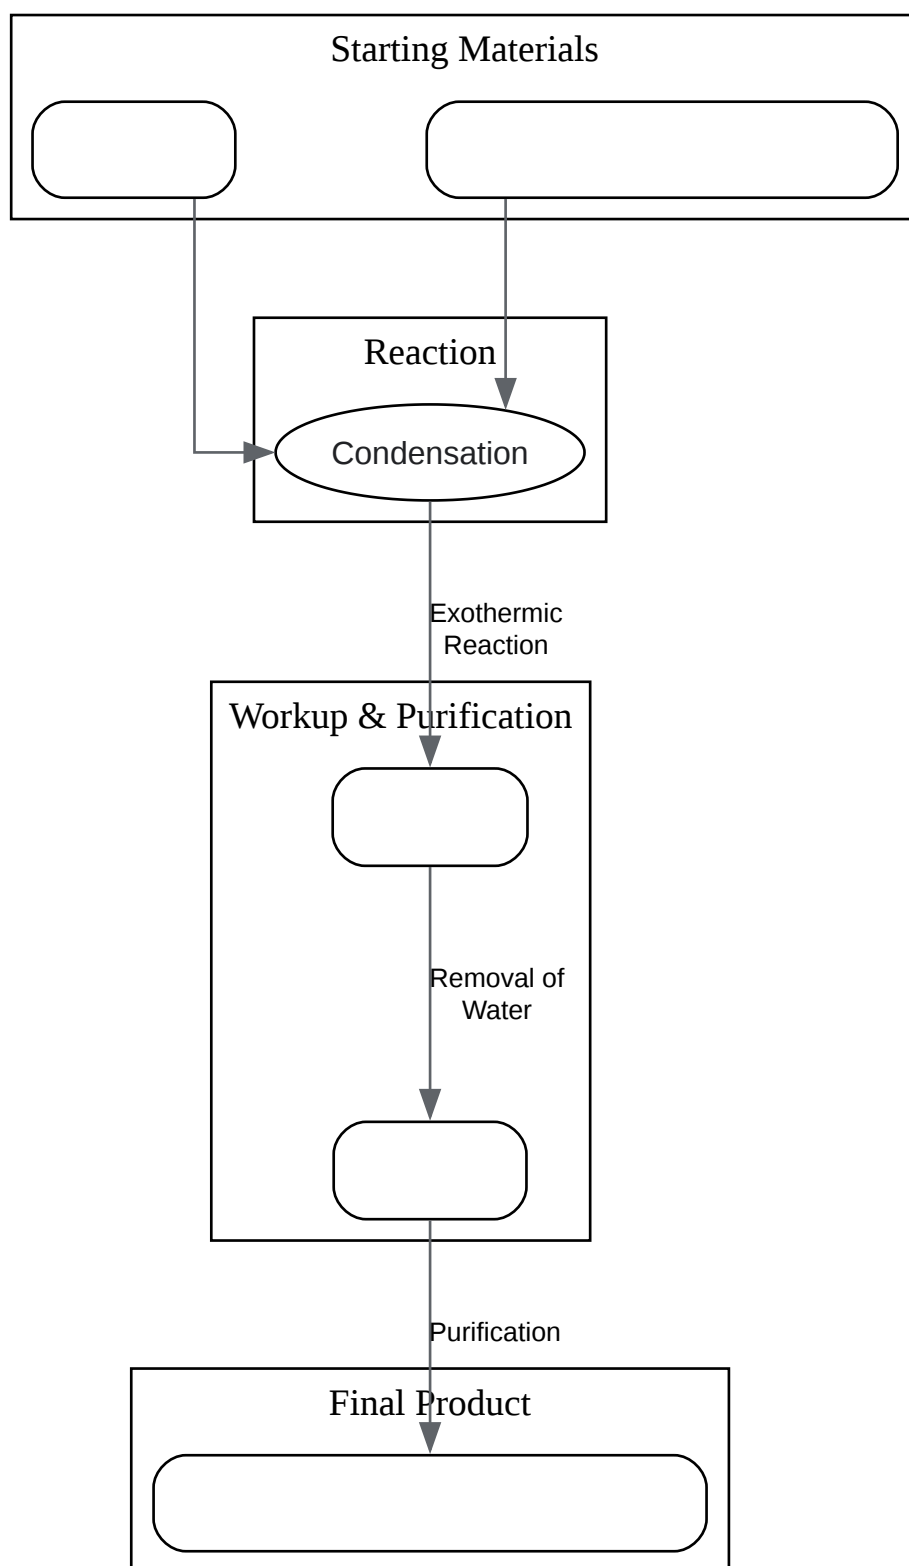 Starting Materials
Reaction
Condensation
Exothermic
Reaction
Workup & Purification
Removal of
Water
Purification
Final Product